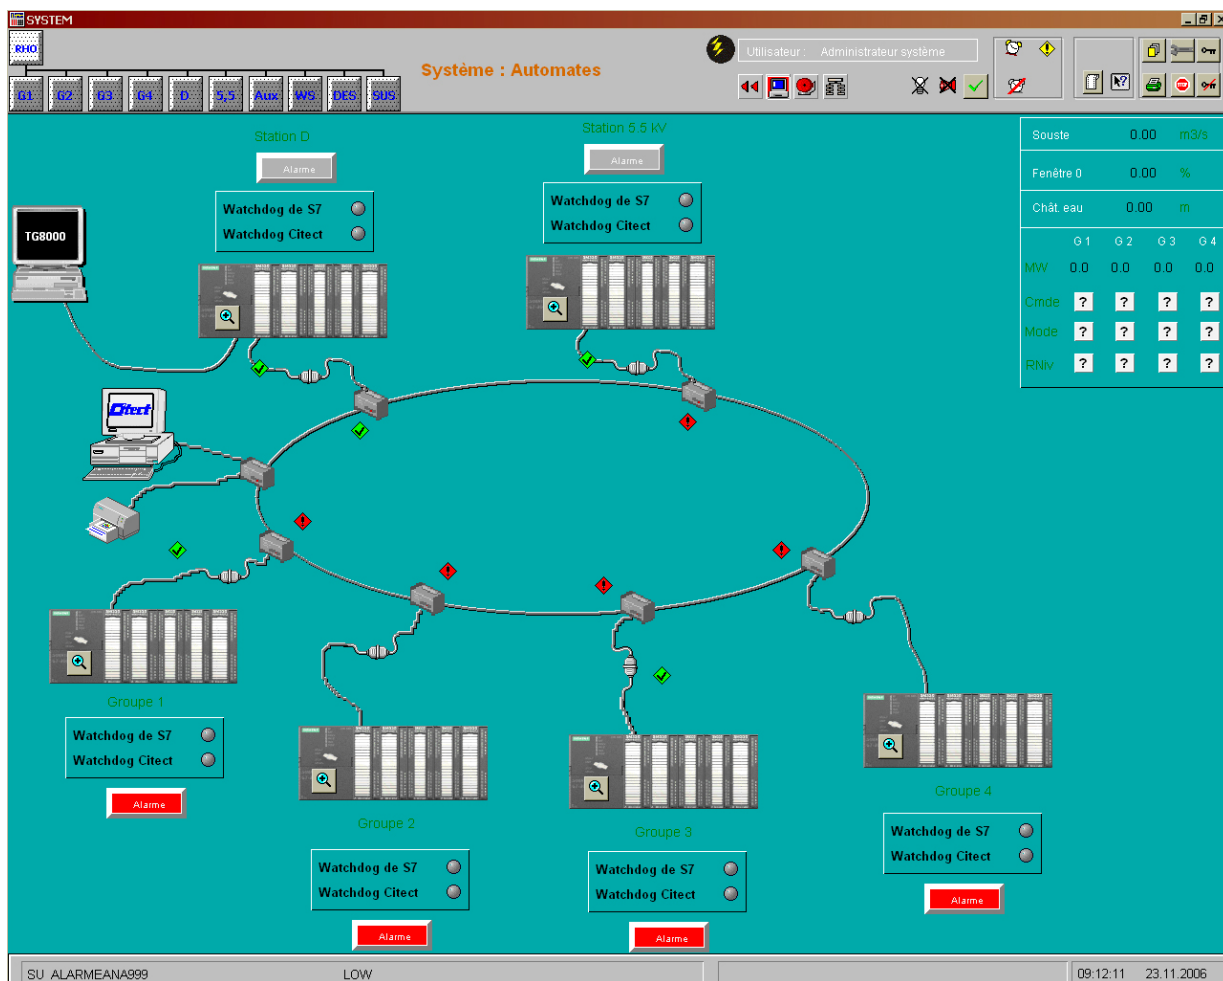 SYSTEM
RHO
G1 G2 G3 G4 D 5,5 Aux WS DES SUS
Système : Automates
Utilisateur : Administrateur système
STOP
Station D
Alarme
Watchdog de S7
Watchdog Citect
Station 5.5 kV
Alarme
Watchdog de S7
Watchdog Citect
Souste 0.00 m3/s
Fenêtre 0 0.00 %
Chât. eau 0.00 m
G 1 G 2 G 3 G 4
MW 0.0 0.0 0.0 0.0
Cmde ? ? ? ?
Mode ? ? ? ?
RNiv ? ? ? ?
TG8000
Citect
Groupe 1
Watchdog de S7
Watchdog Citect
Alarme
Groupe 2
Watchdog de S7
Watchdog Citect
Alarme
Groupe 3
Watchdog de S7
Watchdog Citect
Alarme
Groupe 4
Watchdog de S7
Watchdog Citect
Alarme
SU_ALARMEANA999 LOW 09:12:11 23.11.2006